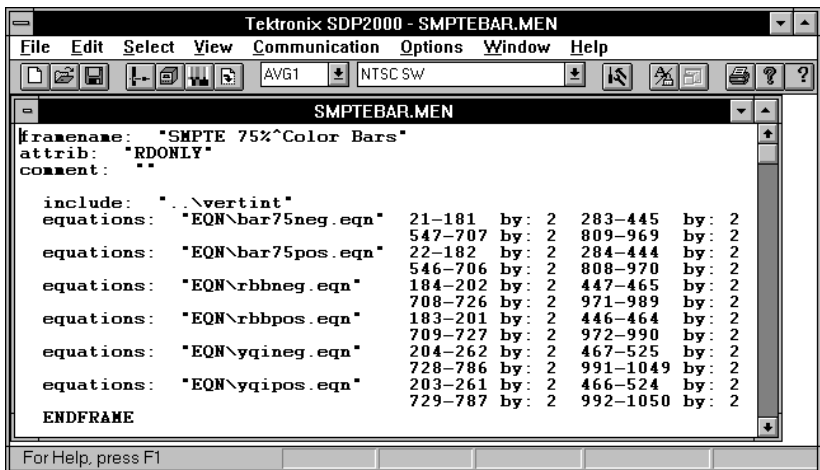 Tektronix SDP2000 - SMPTEBAR.MEN
File Edit Select View Communication Options Window Help
AVG1 NTSC SW ? ?
SMPTEBAR.MEN
framename: "SMPTE 75%^Color Bars"
attrib: "RDONLY"
comment: ""
include: "..\vertint"
equations: "EQN\bar75neg.eqn" 21-181 by: 2 283-445 by: 2
547-707 by: 2 809-969 by: 2
equations: "EQN\bar75pos.eqn" 22-182 by: 2 284-444 by: 2
546-706 by: 2 808-970 by: 2
equations: "EQN\rbbneg.eqn" 184-202 by: 2 447-465 by: 2
708-726 by: 2 971-989 by: 2
equations: "EQN\rbbpos.eqn" 183-201 by: 2 446-464 by: 2
709-727 by: 2 972-990 by: 2
equations: "EQN\yqineg.eqn" 204-262 by: 2 467-525 by: 2
728-786 by: 2 991-1049 by: 2
equations: "EQN\yqipos.eqn" 203-261 by: 2 466-524 by: 2
729-787 by: 2 992-1050 by: 2
ENDFRAME
For Help, press F1